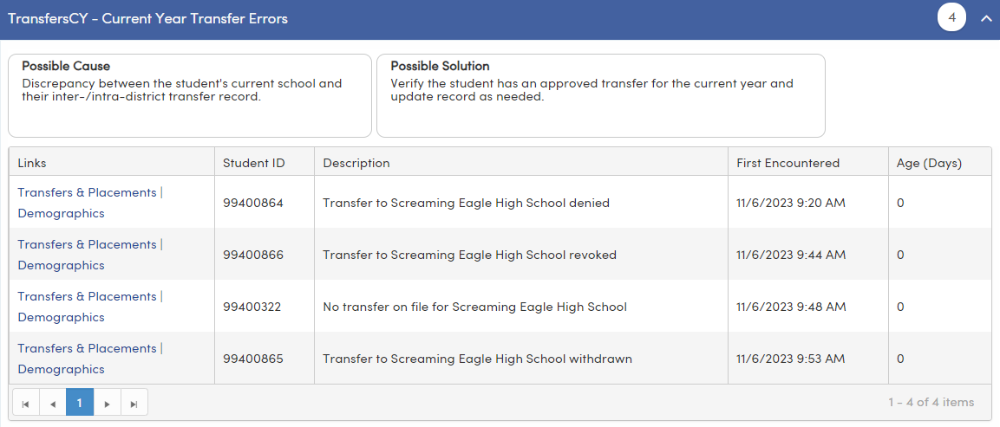 TransfersCY - Current Year Transfer Errors
4
Possible Cause
Discrepancy between the student's current school and
their inter-/intra-district transfer record.
Possible Solution
Verify the student has an approved transfer for the current year and
update record as needed.
Links Student ID Description First Encountered Age (Days)
Transfers & Placements |
Demographics
99400864 Transfer to Screaming Eagle High School denied 11/6/2023 9:20 AM 0
Transfers & Placements |
Demographics
99400866 Transfer to Screaming Eagle High School revoked 11/6/2023 9:44 AM 0
Transfers & Placements |
Demographics
99400322 No transfer on file for Screaming Eagle High School 11/6/2023 9:48 AM 0
Transfers & Placements |
Demographics
99400865 Transfer to Screaming Eagle High School withdrawn 11/6/2023 9:53 AM 0
1
1 - 4 of 4 items